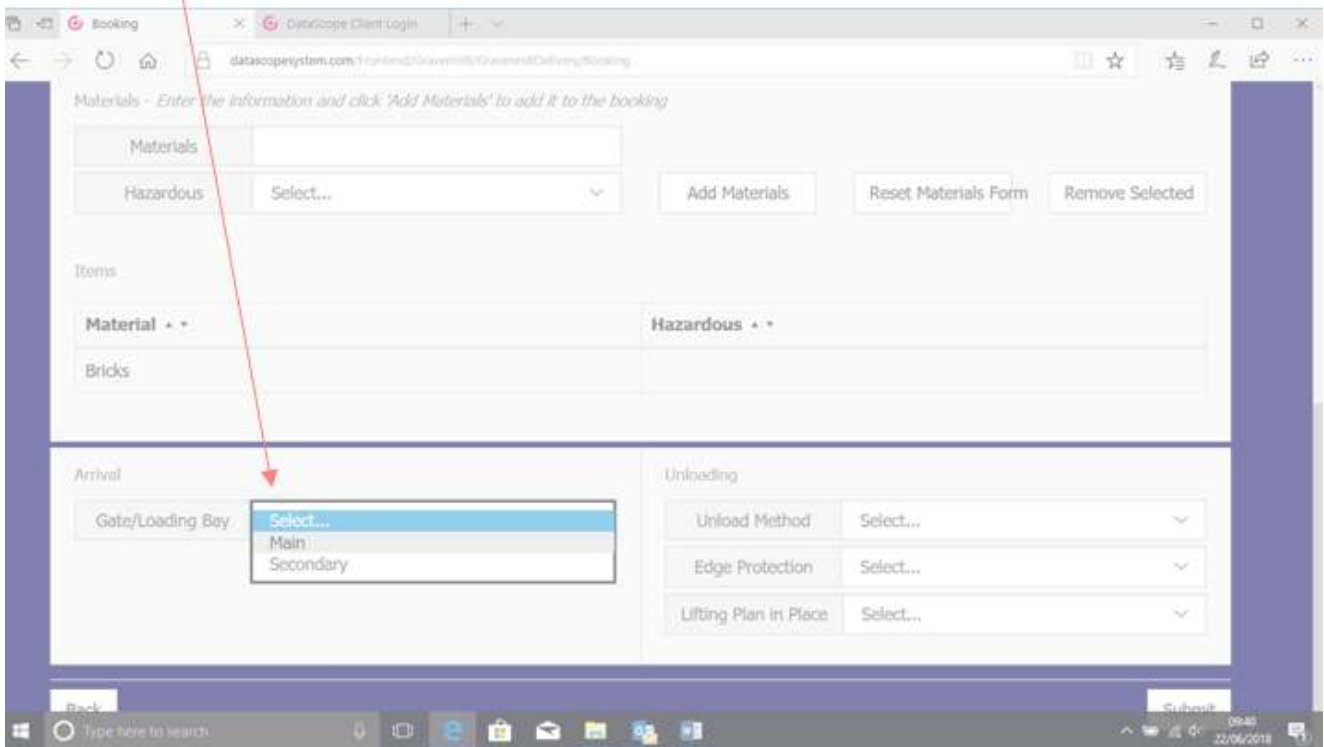 Booking
DataScope Client Login
datascopesystem.com
Materials - Enter the information and click 'Add Materials' to add it to the booking
Materials
Hazardous Select... Add Materials Reset Materials Form Remove Selected
Items
Material Hazardous
Bricks
Arrival Unloading
Gate/Loading Bay Select... Unload Method Select...
Main
Secondary Edge Protection Select...
Lifting Plan in Place Select...
Back Submit
Type here to search 09:40
22/06/2018